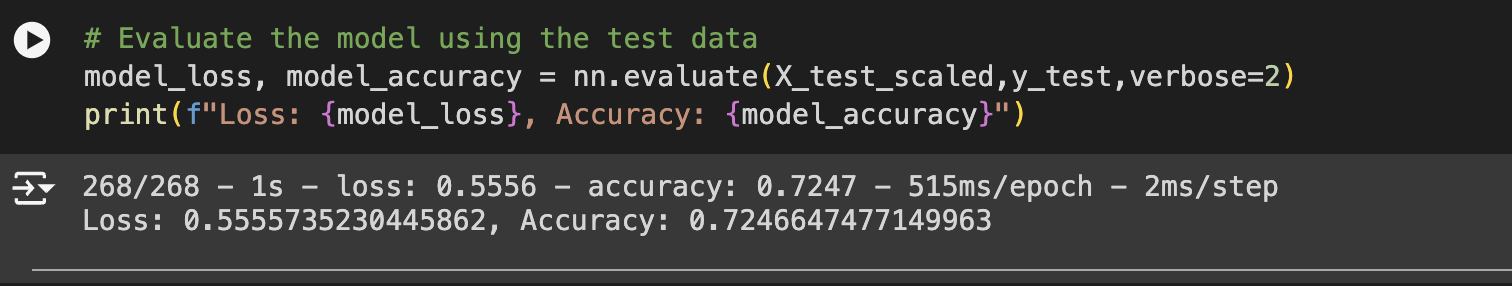 # Evaluate the model using the test data
model_loss, model_accuracy = nn.evaluate(X_test_scaled,y_test,verbose=2)
print(f"Loss: {model_loss}, Accuracy: {model_accuracy}")
268/268 - 1s - loss: 0.5556 - accuracy: 0.7247 - 515ms/epoch - 2ms/step
Loss: 0.5555735230445862, Accuracy: 0.7246647477149963